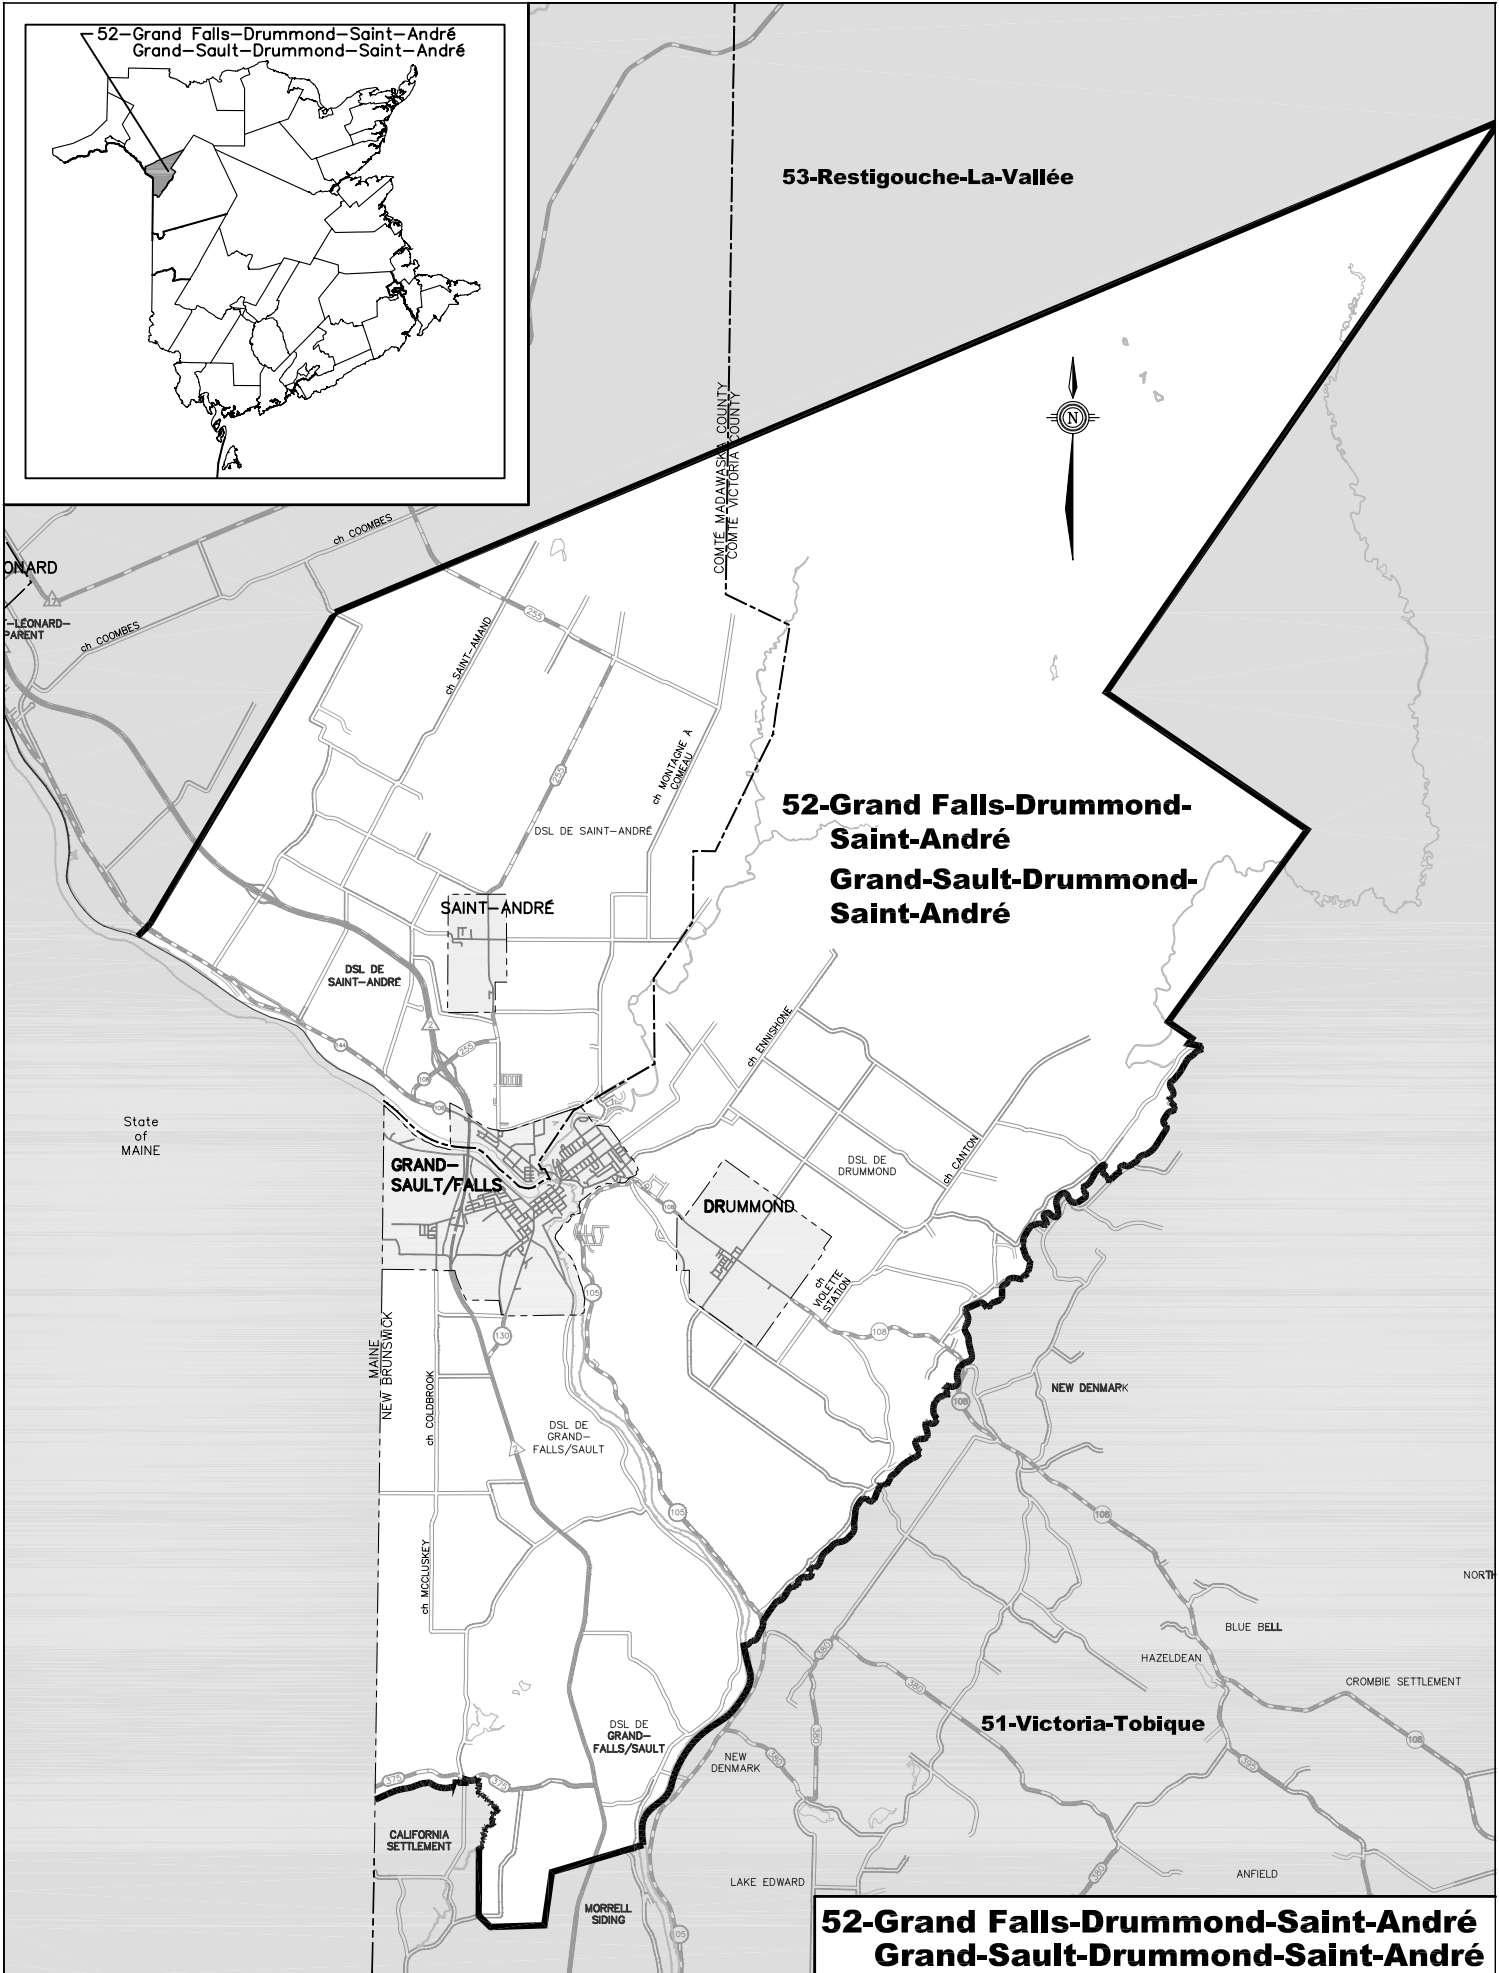 52-Grand Falls-Drummond-Saint-André
Grand-Sault-Drummond-Saint-André
53-Restigouche-La-Vallée
COMTÉ MADAWASKA COUNTY
COMTÉ VICTORIA COUNTY
N
ch COOMBES
ONARD
17
T-LÉONARD-
PARENT
ch COOMBES
255
ch SAINT-AMAND
ch MONTAGNE À
COMEAU
255
DSL DE SAINT-ANDRÉ
52-Grand Falls-Drummond-
Saint-André
Grand-Sault-Drummond-
Saint-André
SAINT-ANDRÉ
DSL DE
SAINT-ANDRÉ
2
144
255
108
108
ch ENNISHONE
State
of
MAINE
GRAND-
SAULT/FALLS
DSL DE
DRUMMOND
ch CANTON
DRUMMOND
108
ch
VIOLETTE
STATION
105
130
108
MAINE
NEW BRUNSWICK
ch COLDBROOK
NEW DENMARK
108
DSL DE
GRAND-
FALLS/SAULT
2
105
108
ch MCCLUSKEY
NORTH
BLUE BELL
380
HAZELDEAN
380
CROMBIE SETTLEMENT
51-Victoria-Tobique
DSL DE
GRAND-
FALLS/SAULT
380
108
NEW
DENMARK
380
395
375
375
CALIFORNIA
SETTLEMENT
380
ANFIELD
LAKE EDWARD
MORRELL
SIDING
105
52-Grand Falls-Drummond-Saint-André
Grand-Sault-Drummond-Saint-André